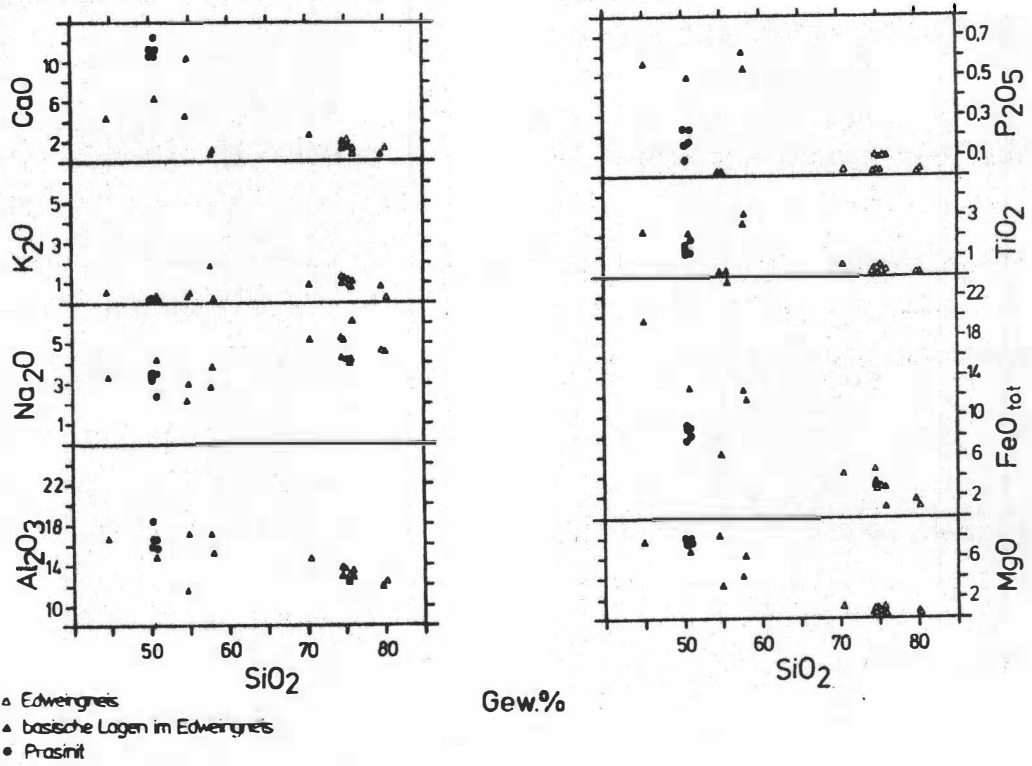 CaO
10
6
2
K2O
5
3
1
Na2O
5
3
1
Al2O3
22
18
14
10
50
60
70
80
SiO2
P2O5
0,7
0,5
0,3
0,1
TiO2
3
1
FeO tot
22
18
14
10
6
2
MgO
6
2
50
60
70
80
SiO2
Gew.%
Edweingneis
basische Lagen im Edweingneis
Prasinit